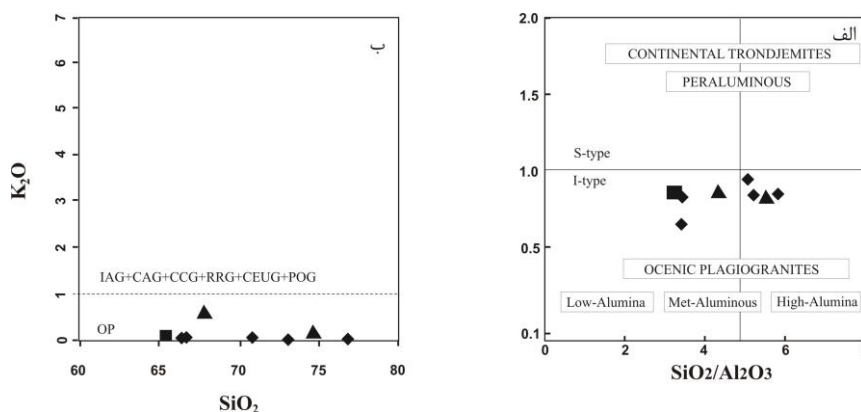 ب
7
6
5
4
3
2
1
0
K₂O
IAG+CAG+CCG+RRG+CEUG+POG
OP
60 65 70 75 80
SiO₂
الف
2.0
1.5
1.0
0.5
0.1
CONTINENTAL TRONDJEMITES
PERALUMINOUS
S-type
I-type
OCENIC PLAGIOGRANITES
Low-Alumina Met-Aluminous High-Alumina
0 2 4 6
SiO₂/Al₂O₃